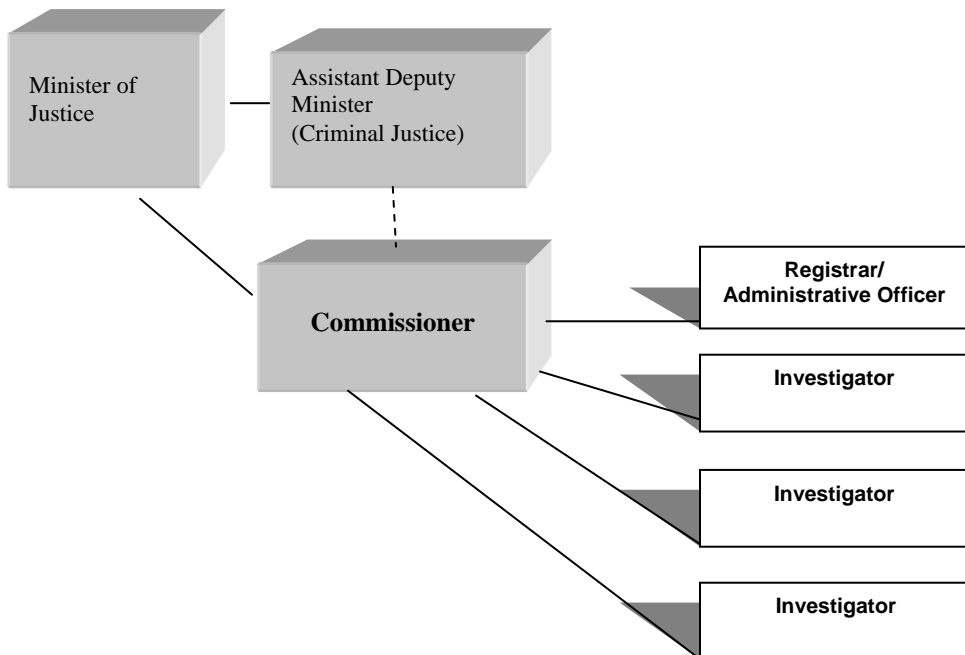 Minister of
Justice
Assistant Deputy
Minister
(Criminal Justice)
Commissioner
Registrar/
Administrative Officer
Investigator
Investigator
Investigator